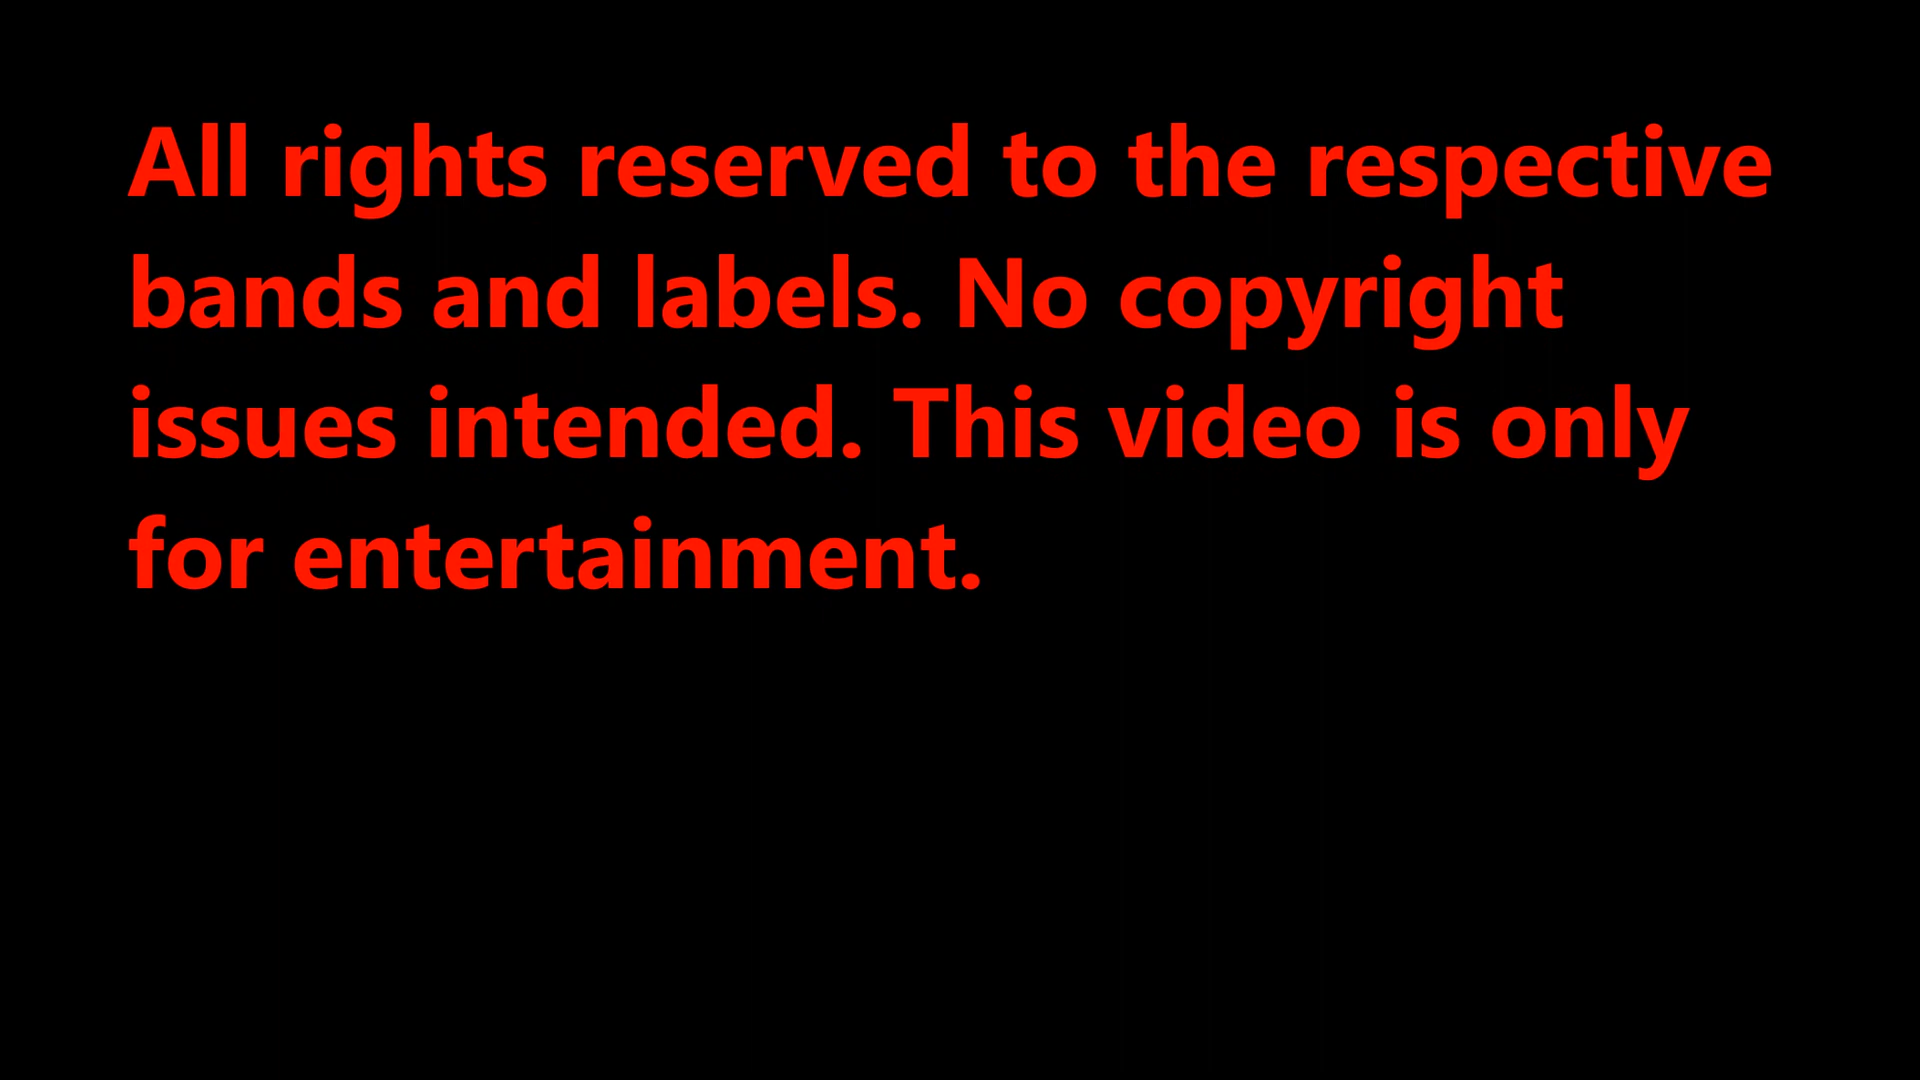 All rights reserved to the respective
bands and labels. No copyright
issues intended. This video is only
for entertainment.